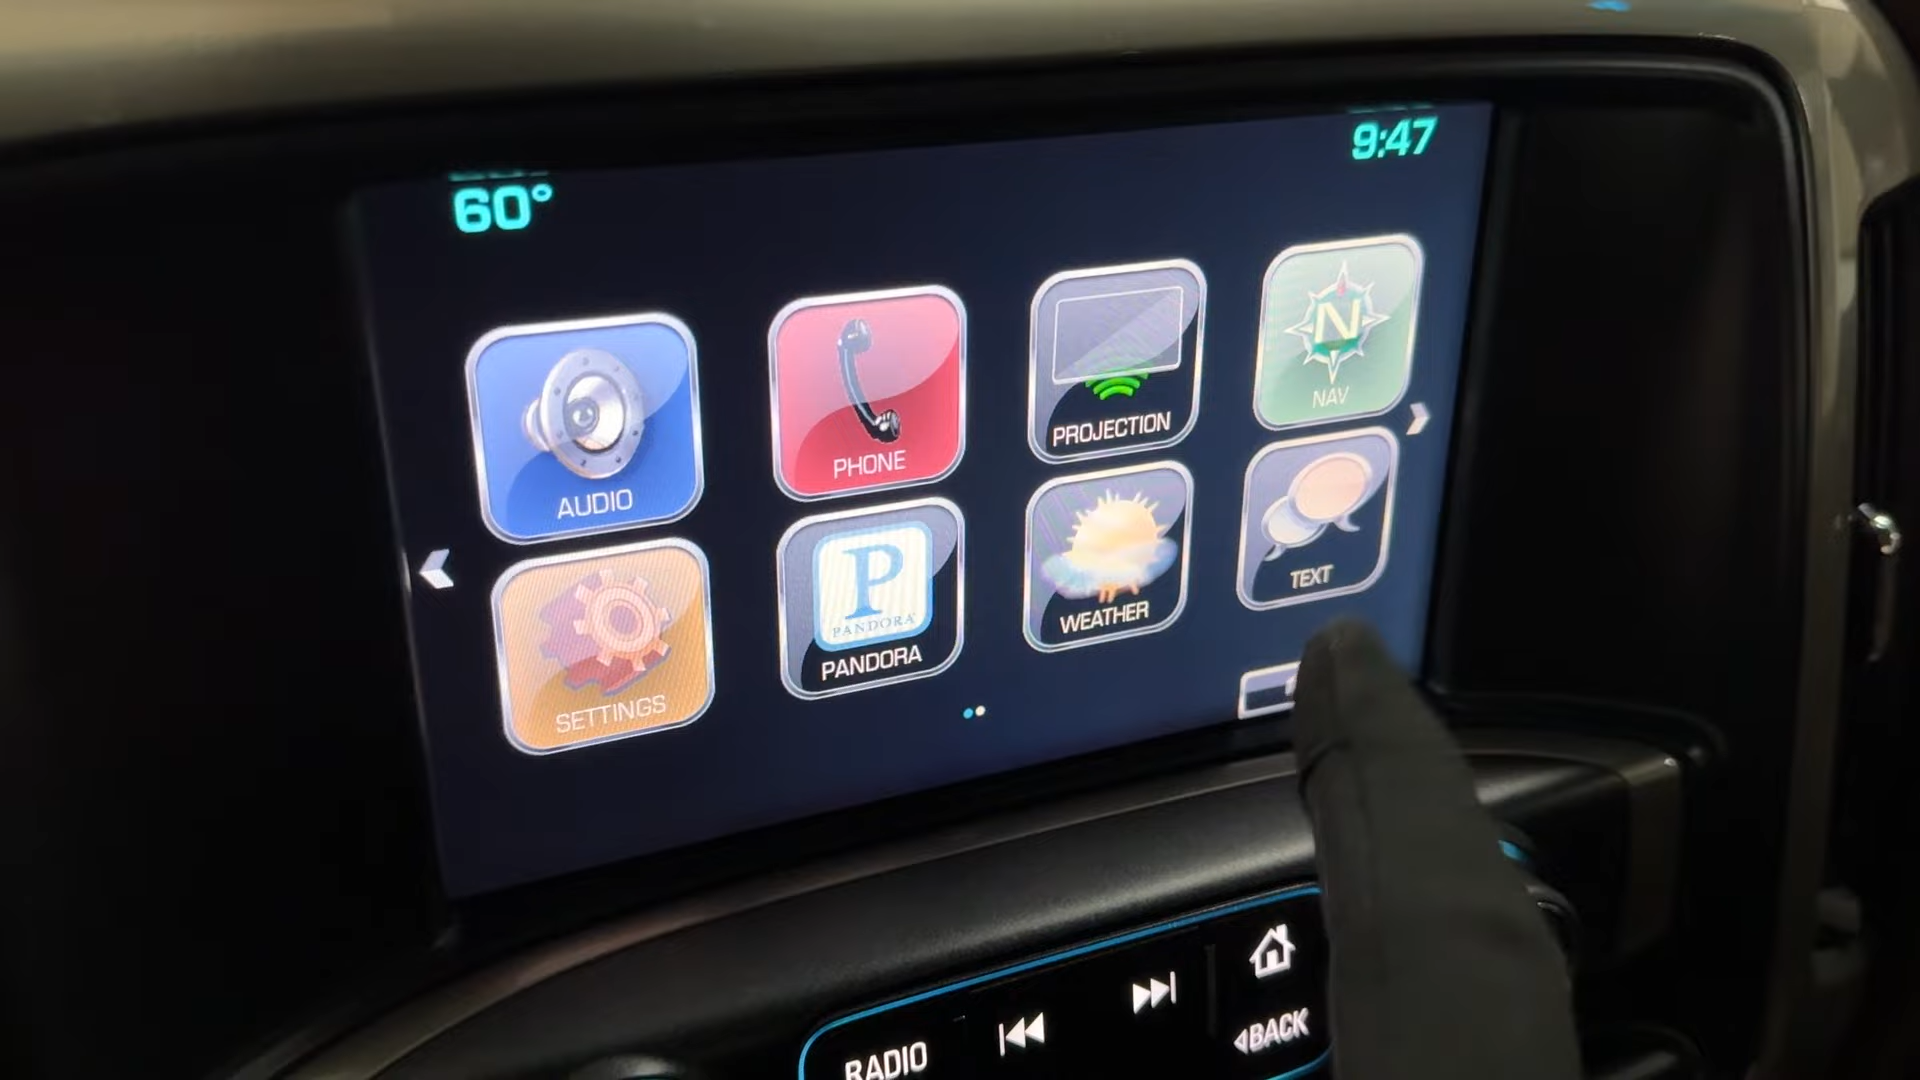 60°
9:47
AUDIO
PHONE
PROJECTION
N
NAV
SETTINGS
P
PANDORA
PANDORA
WEATHER
TEXT
RADIO
BACK